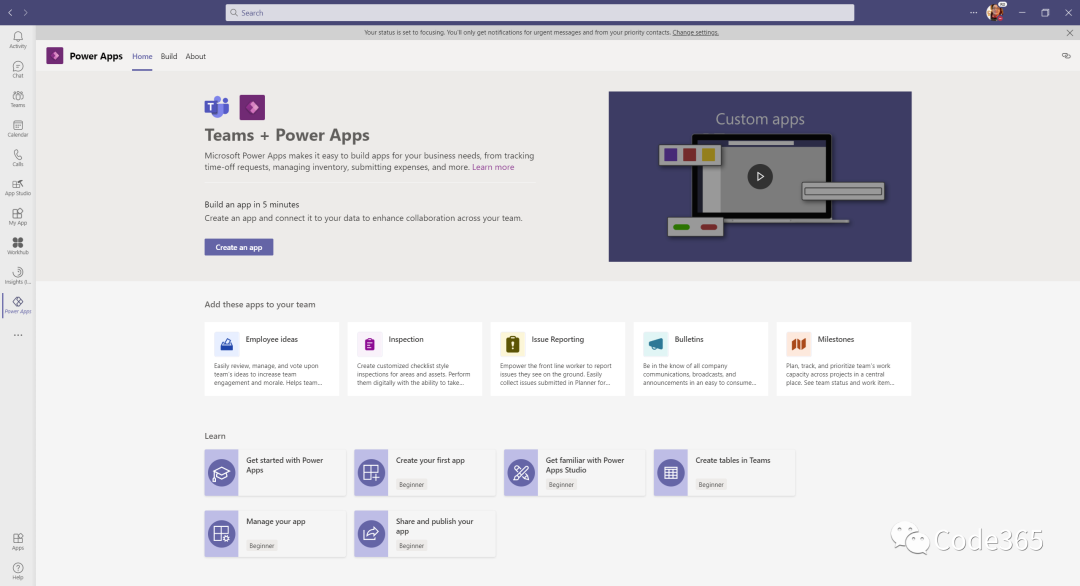 Search
Your status is set to focusing. You'll only get notifications for urgent messages and from your priority contacts. Change settings.
Activity
Chat
Teams
Calendar
Calls
App Studio
My App
Workhub
Insights (t...
Power Apps
Apps
Help
Power Apps Home Build About
Teams + Power Apps
Microsoft Power Apps makes it easy to build apps for your business needs, from tracking
time-off requests, managing inventory, submitting expenses, and more. Learn more
Build an app in 5 minutes
Create an app and connect it to your data to enhance collaboration across your team.
Create an app
Custom apps
Add these apps to your team
Employee ideas
Easily review, manage, and vote upon
team's ideas to increase team
engagement and morale. Helps team...
Inspection
Create customized checklist style
inspections for areas and assets. Perform
them digitally with the ability to take...
Issue Reporting
Empower the front line worker to report
issues they see on the ground. Easily
collect issues submitted in Planner for...
Bulletins
Be in the know of all company
communications, broadcasts, and
announcements in an easy to consume...
Milestones
Plan, track, and prioritize team's work
capacity across projects in a central
place. See team status and work item...
Learn
Get started with Power
Apps
Create your first app
Beginner
Get familiar with Power
Apps Studio
Beginner
Create tables in Teams
Beginner
Manage your app
Beginner
Share and publish your
app
Beginner
Code365